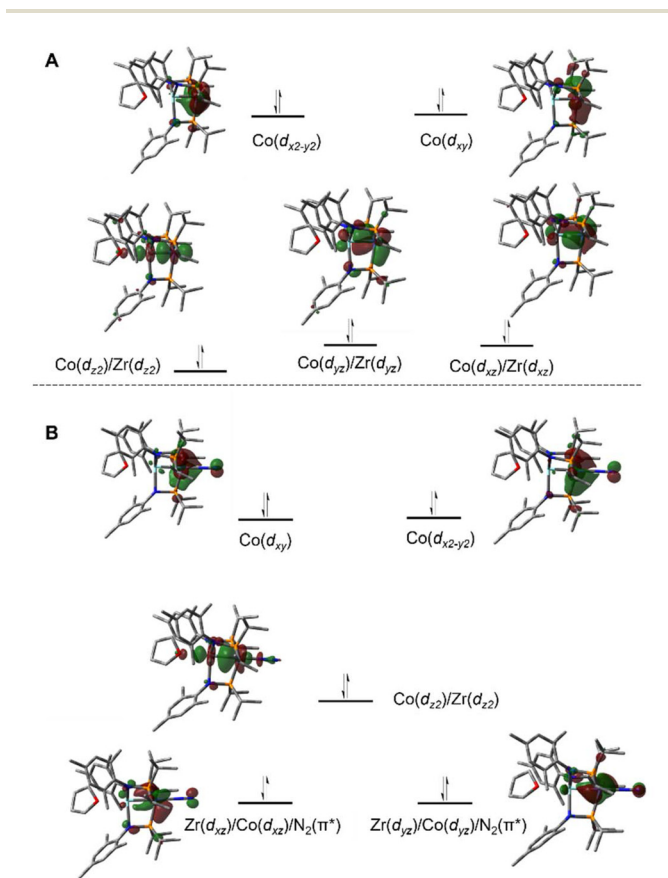 A
Co(dx2-y2)
Co(dxy)
Co(dz2)/Zr(dz2)
Co(dyz)/Zr(dyz)
Co(dxz)/Zr(dxz)
B
Co(dxy)
Co(dx2-y2)
Co(dz2)/Zr(dz2)
Zr(dxz)/Co(dxz)/N2(π*)
Zr(dyz)/Co(dyz)/N2(π*)